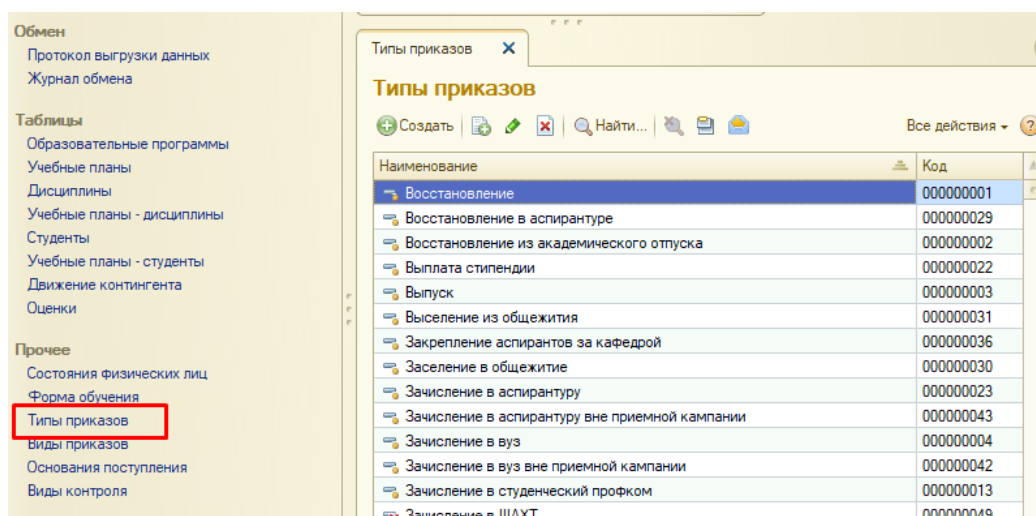 Обмен
Протокол выгрузки данных
Журнал обмена
Таблицы
Образовательные программы
Учебные планы
Дисциплины
Учебные планы - дисциплины
Студенты
Учебные планы - студенты
Движение контингента
Оценки
Прочее
Состояния физических лиц
Форма обучения
Типы приказов
Виды приказов
Основания поступления
Виды контроля
Типы приказов
Типы приказов
Создать Найти... Все действия
Наименование Код
Восстановление 000000001
Восстановление в аспирантуре 000000029
Восстановление из академического отпуска 000000002
Выплата стипендии 000000022
Выпуск 000000003
Выселение из общежития 000000031
Закрепление аспирантов за кафедрой 000000036
Заселение в общежитие 000000030
Зачисление в аспирантуру 000000023
Зачисление в аспирантуру вне приемной кампании 000000043
Зачисление в вуз 000000004
Зачисление в вуз вне приемной кампании 000000042
Зачисление в студенческий профком 000000013
Зачисление в ШАХТ 000000049